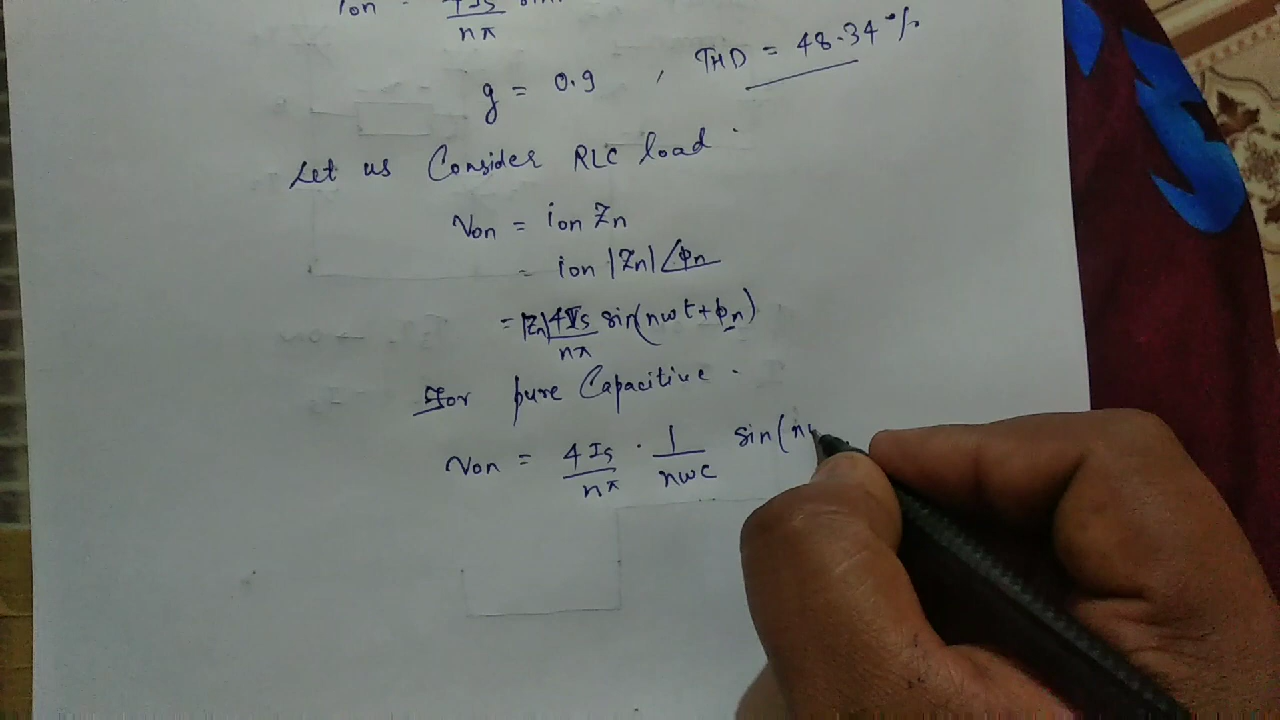 ion
nπ
g = 0.9 , THD = 48.34 %
Let us Consider RLC load.
Von = ion Zn
= ion |Zn| ∠φn
= |Zn| 4Is/nπ sin(nωt+φn)
For pure Capacitive.
Von = 4Is/nπ · 1/nωc sin(n